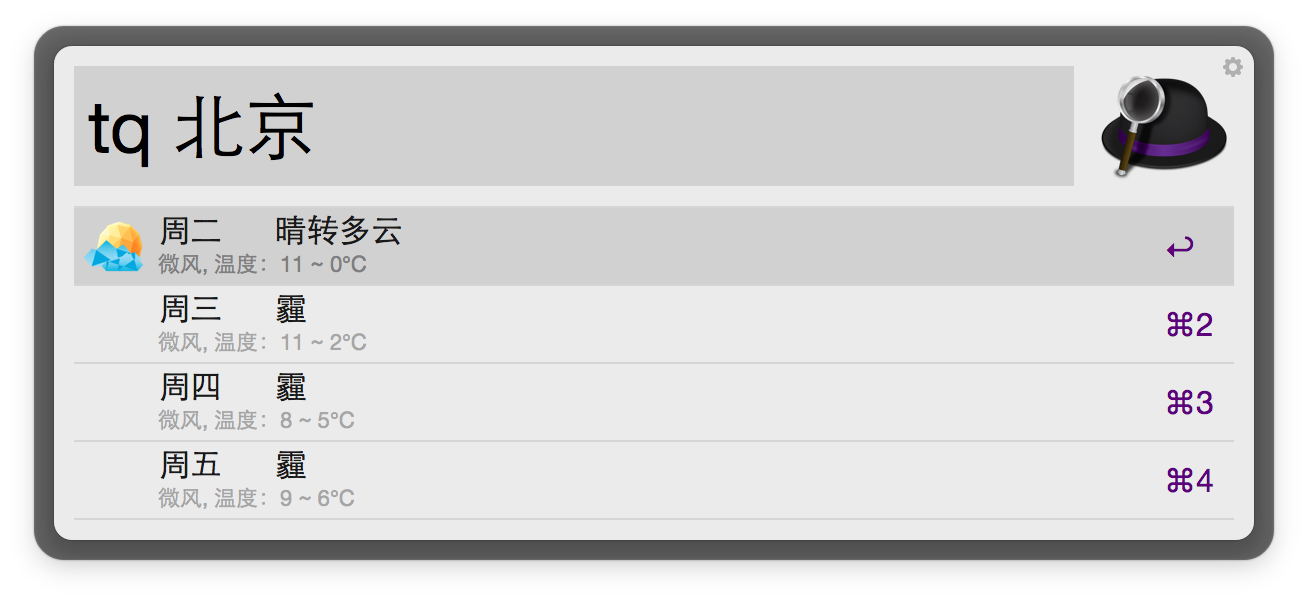 tq 北京
周二 晴转多云
微风, 温度：11 ~ 0°C
周三 霾
微风, 温度：11 ~ 2°C
⌘2
周四 霾
微风, 温度：8 ~ 5°C
⌘3
周五 霾
微风, 温度：9 ~ 6°C
⌘4